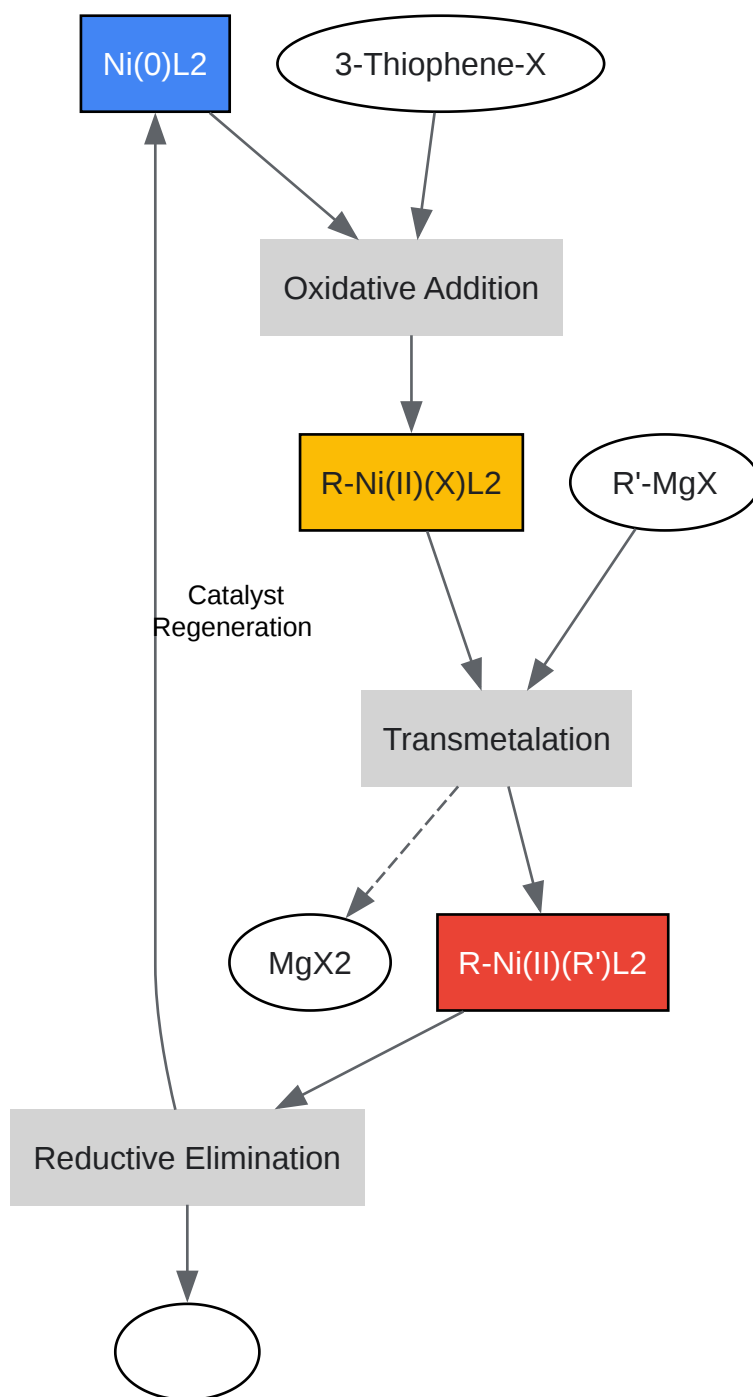 Ni(0)L2
3-Thiophene-X
Oxidative Addition
R-Ni(II)(X)L2
R'-MgX
Catalyst
Regeneration
Transmetalation
MgX2
R-Ni(II)(R')L2
Reductive Elimination